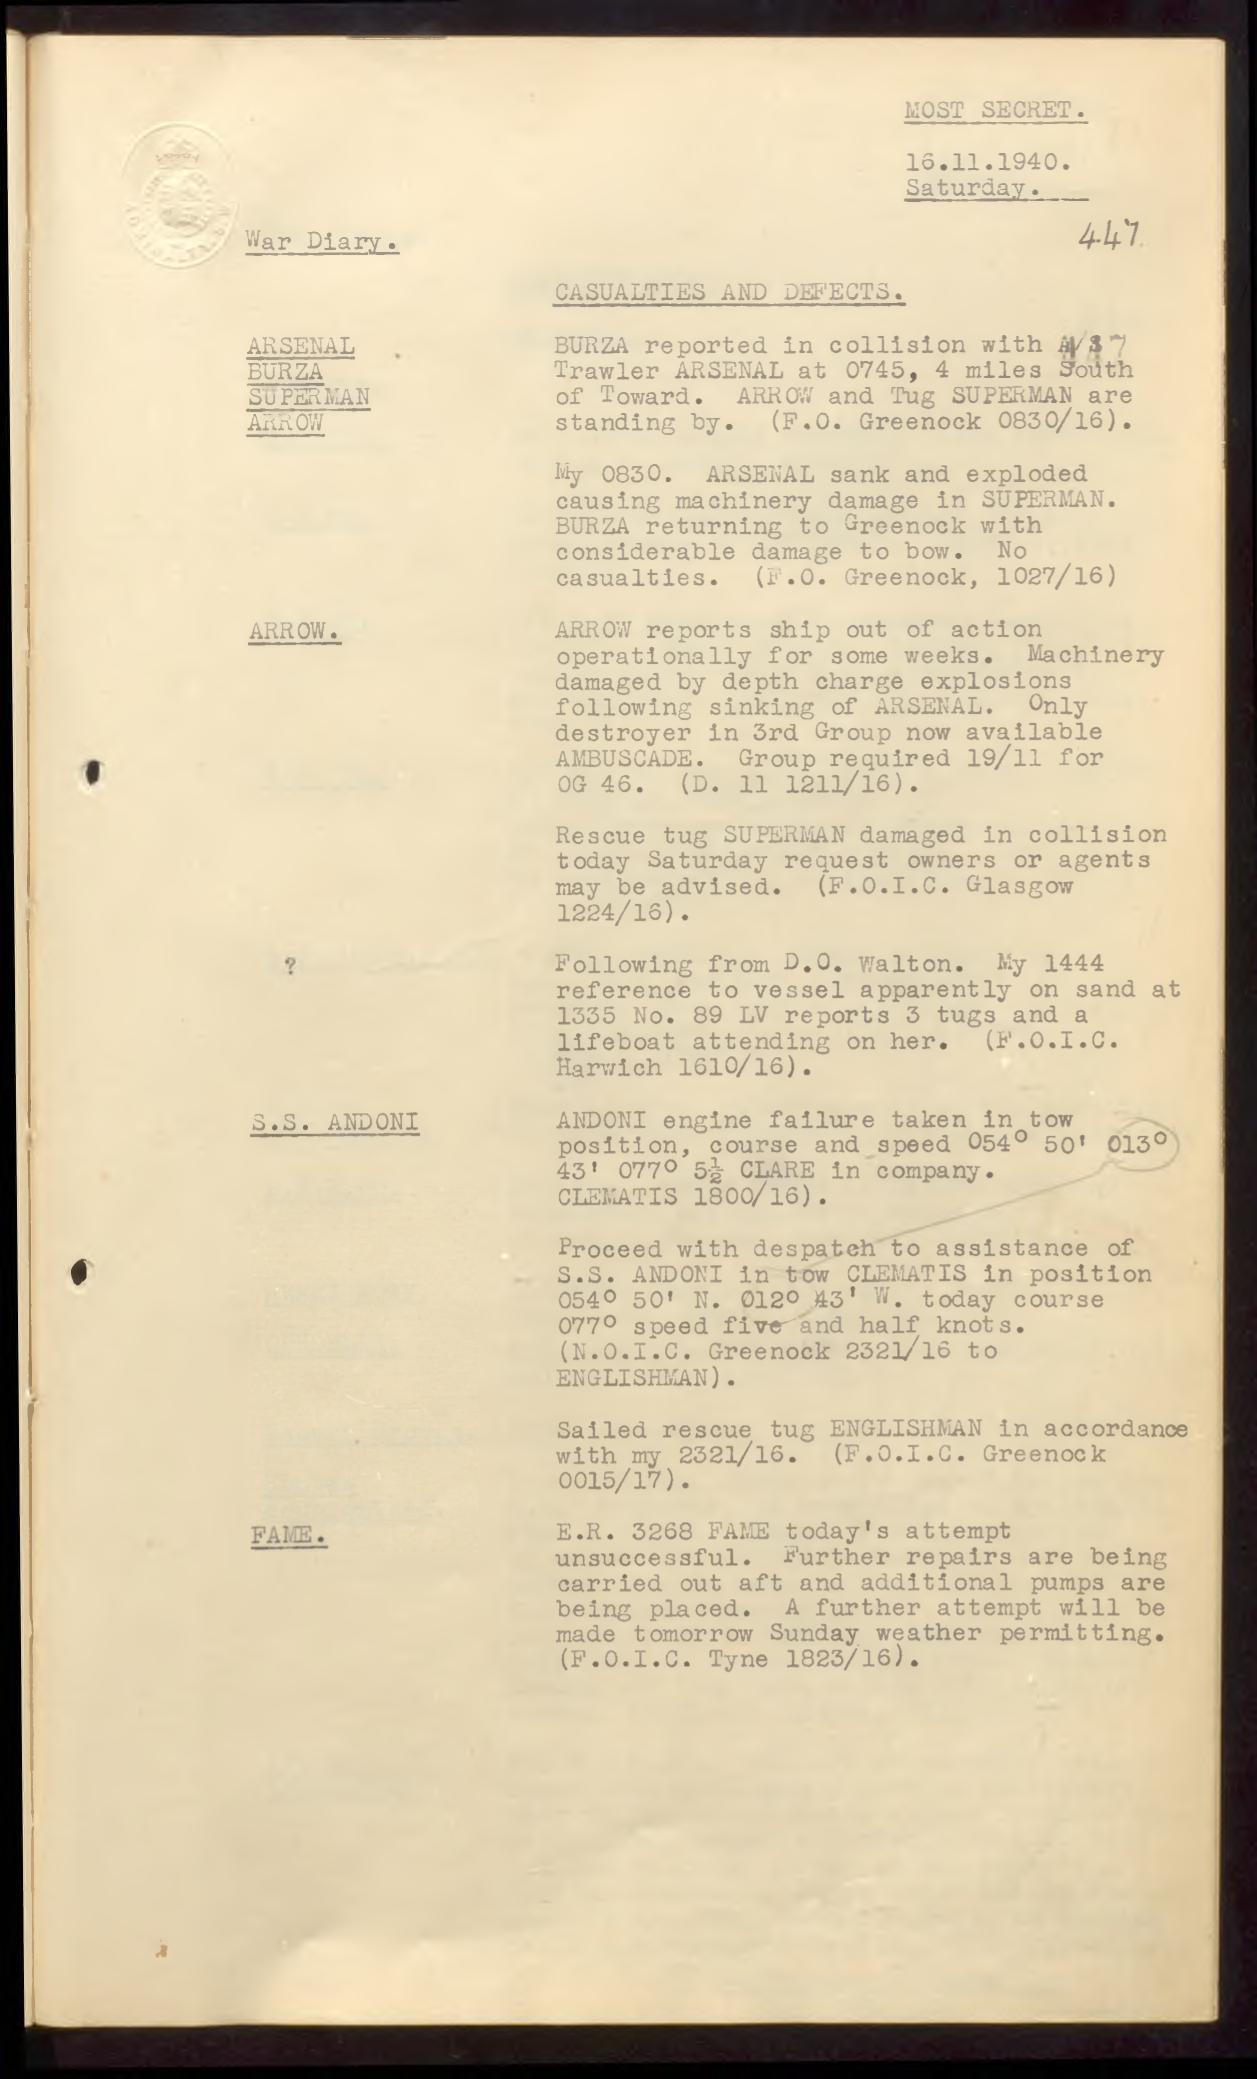 MOST SECRET.
16.11.1940.
Saturday.
War Diary.
447
CASUALTIES AND DEFECTS.
ARSENAL
BURZA
SUPERMAN
ARROW
BURZA reported in collision with A/S
Trawler ARSENAL at 0745, 4 miles South
of Toward. ARROW and Tug SUPERMAN are
standing by. (F.O. Greenock 0830/16).
My 0830. ARSENAL sank and exploded
causing machinery damage in SUPERMAN.
BURZA returning to Greenock with
considerable damage to bow. No
casualties. (F.O. Greenock, 1027/16)
ARROW.
ARROW reports ship out of action
operationally for some weeks. Machinery
damaged by depth charge explosions
following sinking of ARSENAL. Only
destroyer in 3rd Group now available
AMBUSCADE. Group required 19/11 for
OG 46. (D. 11 1211/16).
Rescue tug SUPERMAN damaged in collision
today Saturday request owners or agents
may be advised. (F.O.I.C. Glasgow
1224/16).
?
Following from D.O. Walton. My 1444
reference to vessel apparently on sand at
1335 No. 89 LV reports 3 tugs and a
lifeboat attending on her. (F.O.I.C.
Harwich 1610/16).
S.S. ANDONI
ANDONI engine failure taken in tow
position, course and speed 054° 50' 013°
43' 077° 5½ CLARE in company.
CLEMATIS 1800/16).
Proceed with despatch to assistance of
S.S. ANDONI in tow CLEMATIS in position
054° 50' N. 012° 43' W. today course
077° speed five and half knots.
(N.O.I.C. Greenock 2321/16 to
ENGLISHMAN).
Sailed rescue tug ENGLISHMAN in accordance
with my 2321/16. (F.O.I.C. Greenock
0015/17).
FAME.
E.R. 3268 FAME today's attempt
unsuccessful. Further repairs are being
carried out aft and additional pumps are
being placed. A further attempt will be
made tomorrow Sunday weather permitting.
(F.O.I.C. Tyne 1823/16).